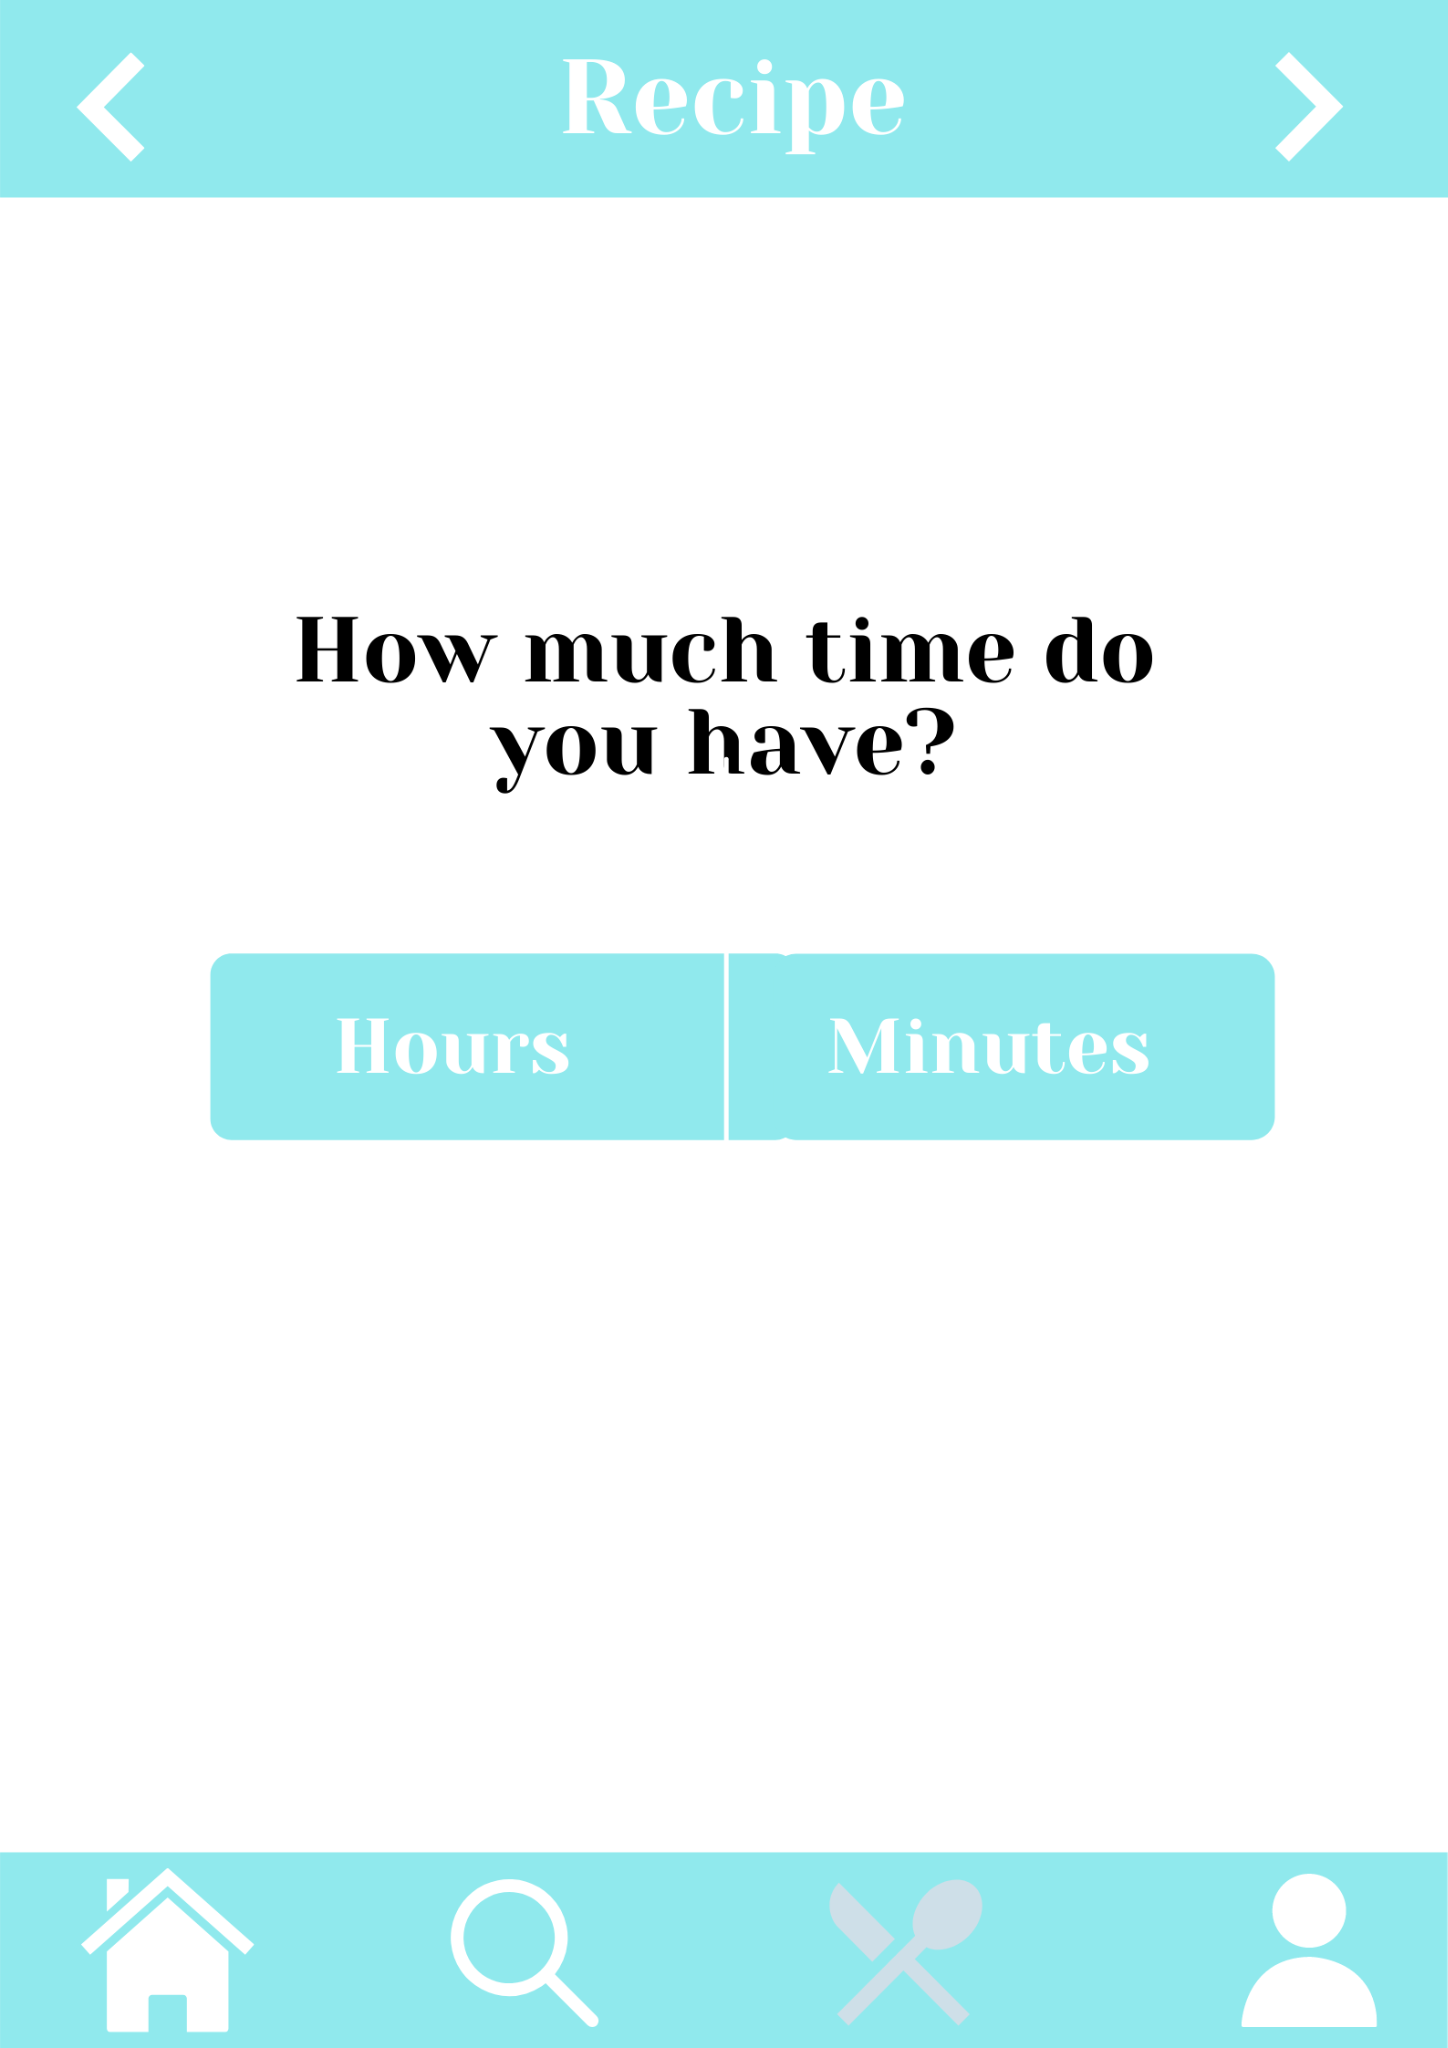 Recipe
How much time do
you have?
Hours
Minutes